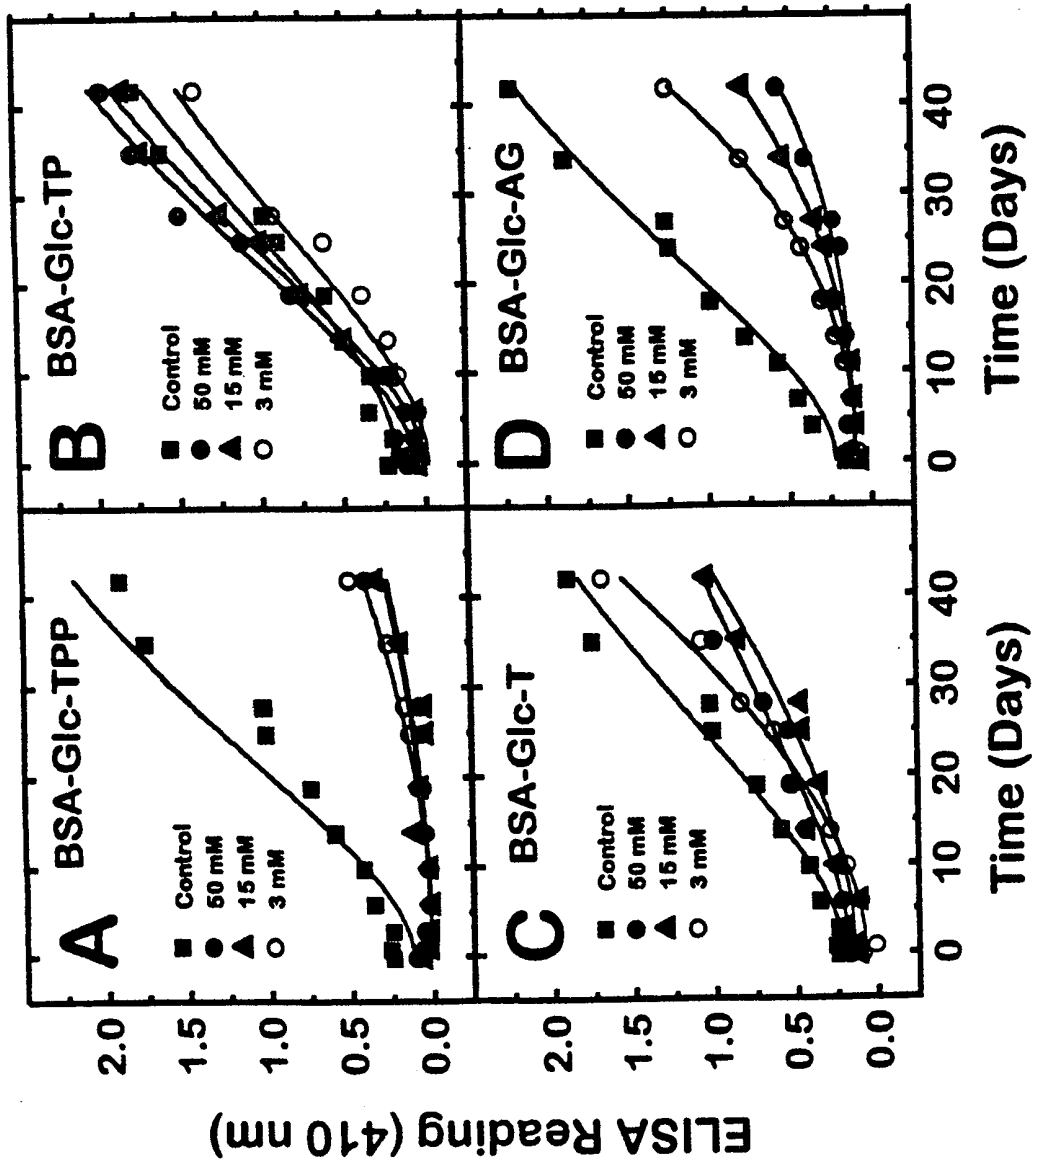 A BSA-Glc-TPP
Control
50 mM
15 mM
3 mM
B BSA-Glc-TP
Control
50 mM
15 mM
3 mM
C BSA-Glc-T
Control
50 mM
15 mM
3 mM
D BSA-Glc-AG
Control
50 mM
15 mM
3 mM
ELISA Reading (410 nm)
2.0
1.5
1.0
0.5
0.0
2.0
1.5
1.0
0.5
0.0
0 10 20 30 40
0 10 20 30 40
Time (Days)
Time (Days)